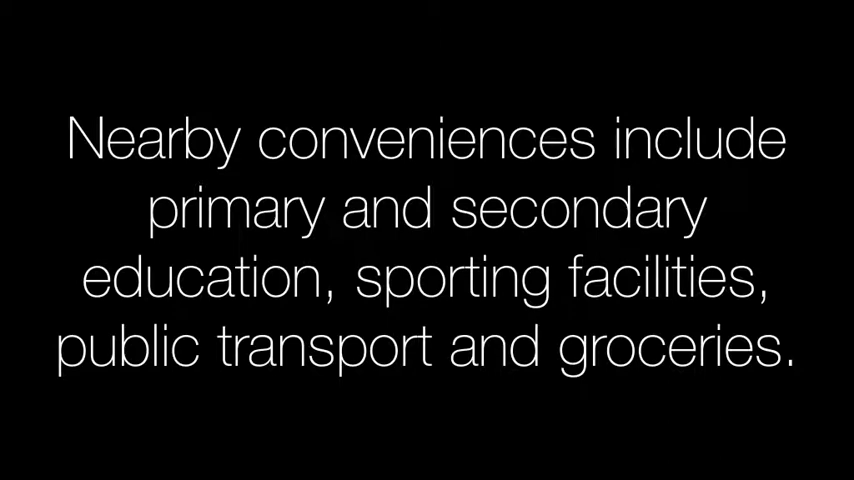 Nearby conveniences include
primary and secondary
education, sporting facilities,
public transport and groceries.